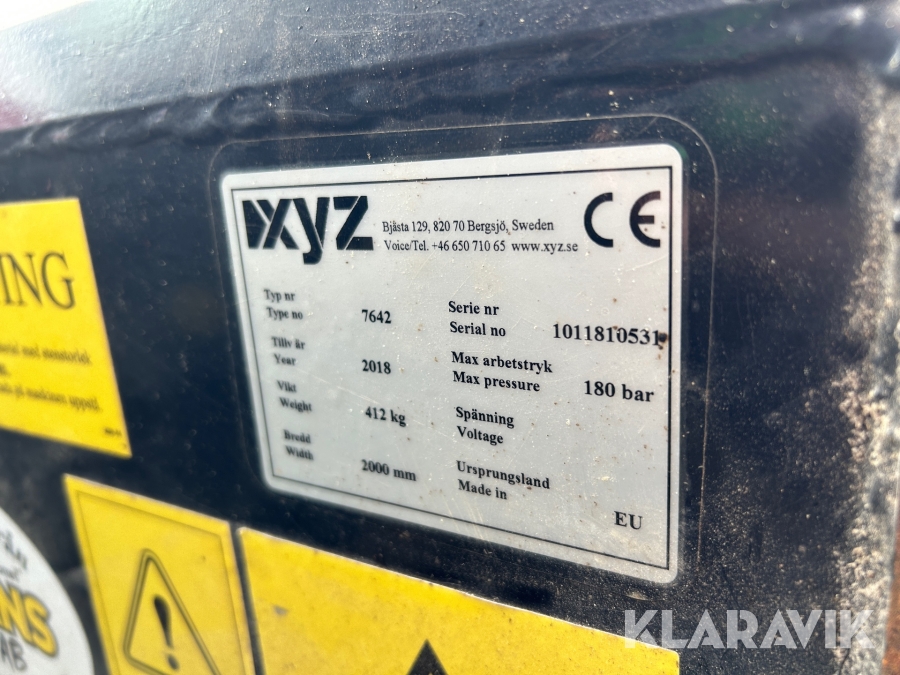 XYZ
Bjåsta 129, 820 70 Bergsjö, Sweden
Voice/Tel. +46 650 710 65 www.xyz.se
CE
Typ nr
Type no 7642
Serie nr
Serial no 1011810531
Tillv år
Year 2018
Max arbetstryk
Max pressure 180 bar
Vikt
Weight 412 kg
Spänning
Voltage
Bredd
Width 2000 mm
Ursprungsland
Made in EU
ING
AB
KLARAVIK